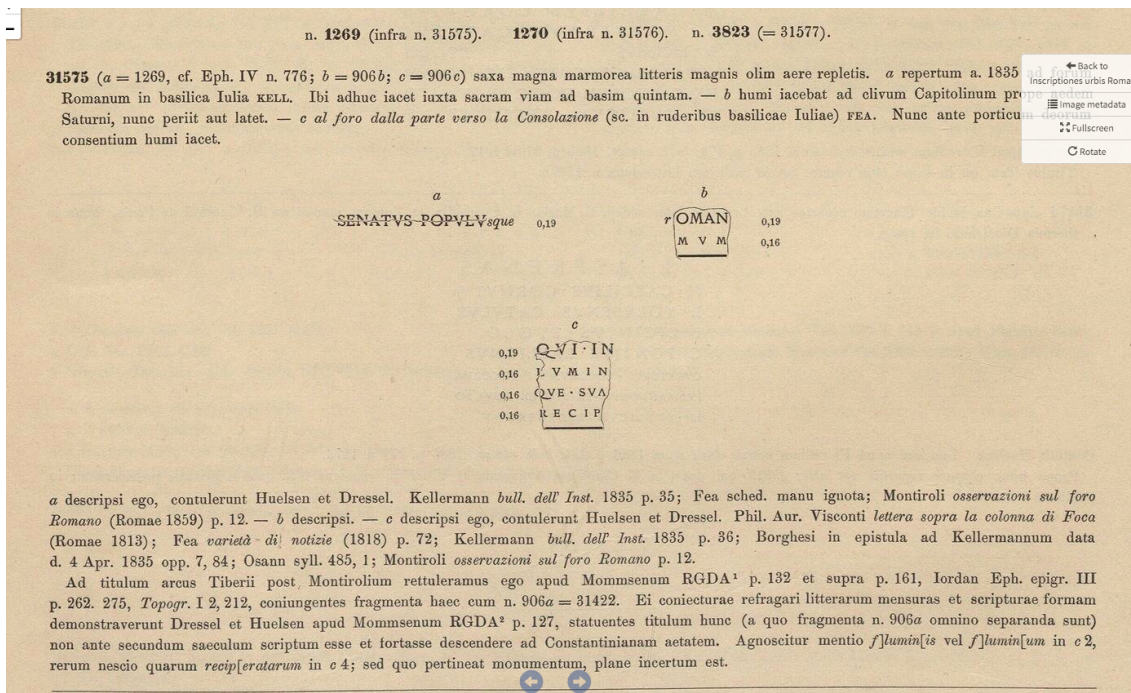 n. 1269 (infra n. 31575). 1270 (infra n. 31576). n. 3823 (= 31577).
31575 (a = 1269, cf. Eph. IV n. 776; b = 906b; c = 906c) saxa magna marmorea litteris magnis olim aere repletis. a repertum a. 1835 ad forum
Romanum in basilica Iulia KELL. Ibi adhuc iacet iuxta sacram viam ad basim quintam. — b humi iacebat ad clivum Capitolinum prope aedem
Saturni, nunc periit aut latet. — c al foro dalla parte verso la Consolazione (sc. in ruderibus basilicae Iuliae) FEA. Nunc ante porticum deorum
consentium humi iacet.
Back to
Inscriptiones urbis Roma
Image metadata
Fullscreen
Rotate
a
SENATVS POPVLVsque 0,19
b
r OMAN 0,19
M V M 0,16
c
0,19 QVI · IN
0,16 L V M I N
0,16 QVE · SVA
0,16 R E C I P
a descripsi ego, contulerunt Huelsen et Dressel. Kellermann bull. dell' Inst. 1835 p. 35; Fea sched. manu ignota; Montiroli osservazioni sul foro
Romano (Romae 1859) p. 12. — b descripsi. — c descripsi ego, contulerunt Huelsen et Dressel. Phil. Aur. Visconti lettera sopra la colonna di Foca
(Romae 1813); Fea varietà di notizie (1818) p. 72; Kellermann bull. dell' Inst. 1835 p. 36; Borghesi in epistula ad Kellermannum data
d. 4 Apr. 1835 opp. 7, 84; Osann syll. 485, 1; Montiroli osservazioni sul foro Romano p. 12.
Ad titulum arcus Tiberii post Montirolium rettuleramus ego apud Mommsenum RGDA¹ p. 132 et supra p. 161, Iordan Eph. epigr. III
p. 262. 275, Topogr. I 2, 212, coniungentes fragmenta haec cum n. 906a = 31422. Ei coniecturae refragari litterarum mensuras et scripturae formam
demonstraverunt Dressel et Huelsen apud Mommsenum RGDA² p. 127, statuentes titulum hunc (a quo fragmenta n. 906a omnino separanda sunt)
non ante secundum saeculum scriptum esse et fortasse descendere ad Constantinianam aetatem. Agnoscitur mentio f]lumin[is vel f]lumin[um in c 2,
rerum nescio quarum recip[eratarum in c 4; sed quo pertineat monumentum, plane incertum est.